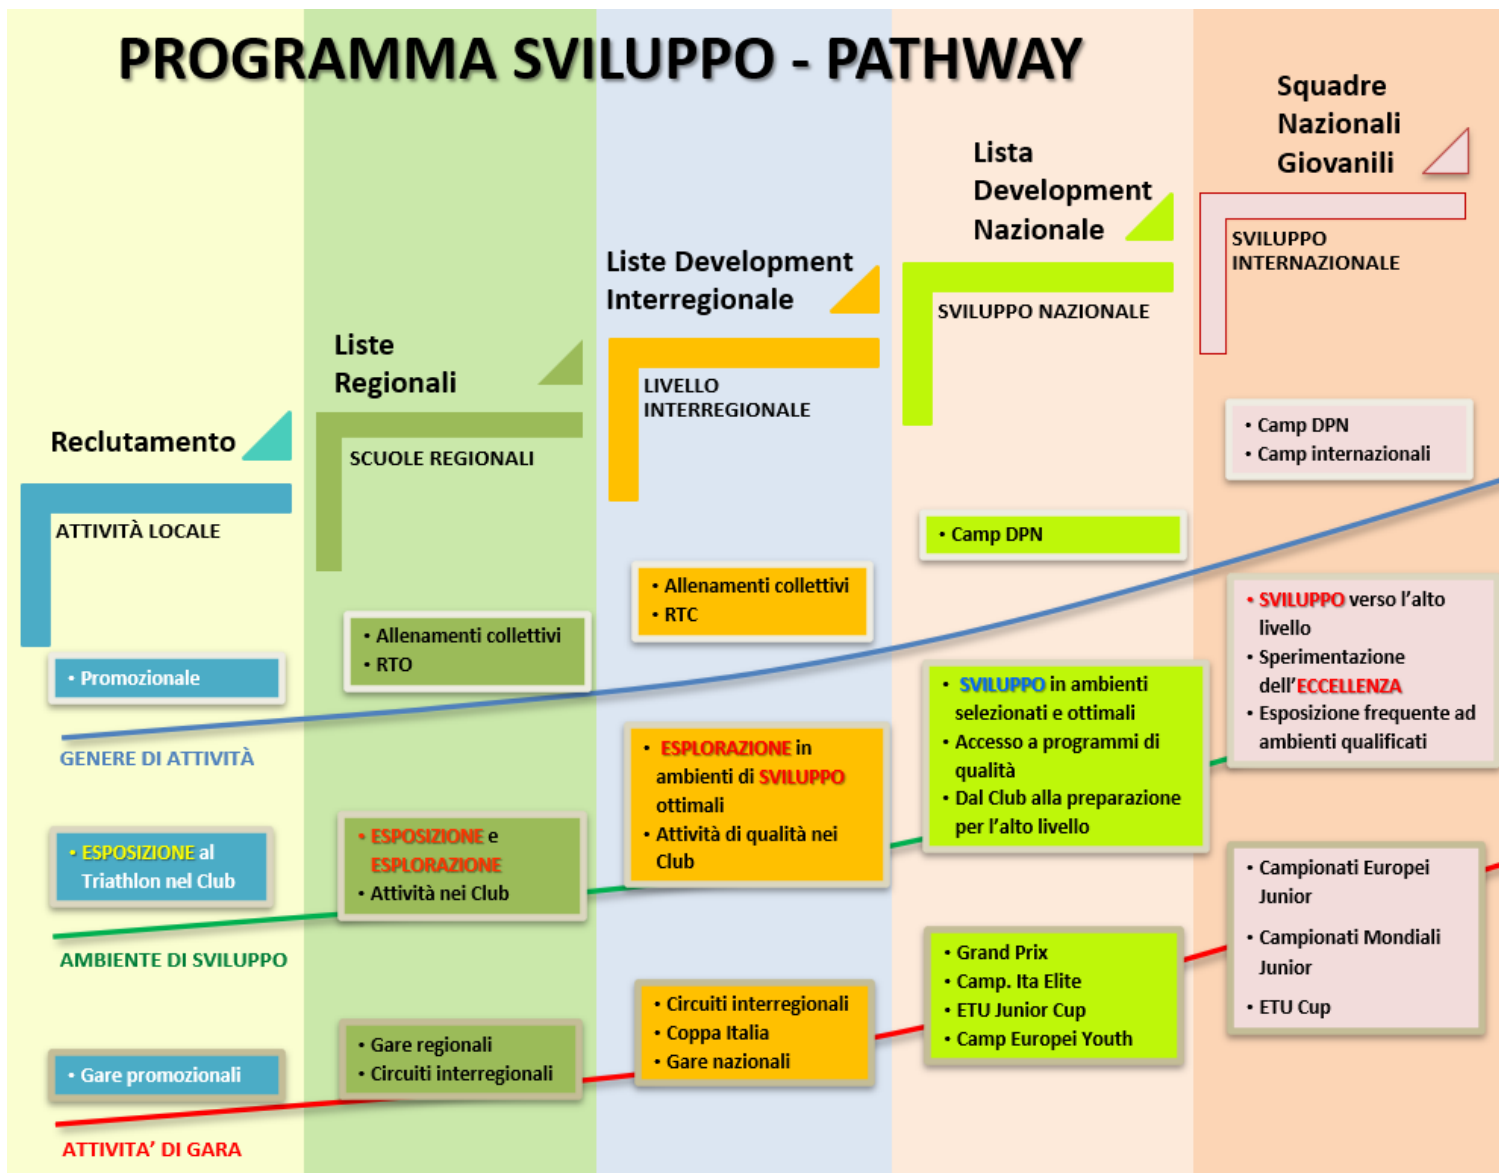 PROGRAMMA SVILUPPO - PATHWAY
Reclutamento
ATTIVITÀ LOCALE
• Promozionale
GENERE DI ATTIVITÀ
• ESPOSIZIONE al
Triathlon nel Club
AMBIENTE DI SVILUPPO
• Gare promozionali
ATTIVITA’ DI GARA
Liste
Regionali
SCUOLE REGIONALI
• Allenamenti collettivi
• RTO
• ESPOSIZIONE e
ESPLORAZIONE
• Attività nei Club
• Gare regionali
• Circuiti interregionali
Liste Development
Interregionale
LIVELLO
INTERREGIONALE
• Allenamenti collettivi
• RTC
• ESPLORAZIONE in
ambienti di SVILUPPO
ottimali
• Attività di qualità nei
Club
• Circuiti interregionali
• Coppa Italia
• Gare nazionali
Lista
Development
Nazionale
SVILUPPO NAZIONALE
• Camp DPN
• SVILUPPO in ambienti
selezionati e ottimali
• Accesso a programmi di
qualità
• Dal Club alla preparazione
per l’alto livello
• Grand Prix
• Camp. Ita Elite
• ETU Junior Cup
• Camp Europei Youth
Squadre
Nazionali
Giovanili
SVILUPPO
INTERNAZIONALE
• Camp DPN
• Camp internazionali
• SVILUPPO verso l’alto
livello
• Sperimentazione
dell’ECCELLENZA
• Esposizione frequente ad
ambienti qualificati
• Campionati Europei
Junior
• Campionati Mondiali
Junior
• ETU Cup